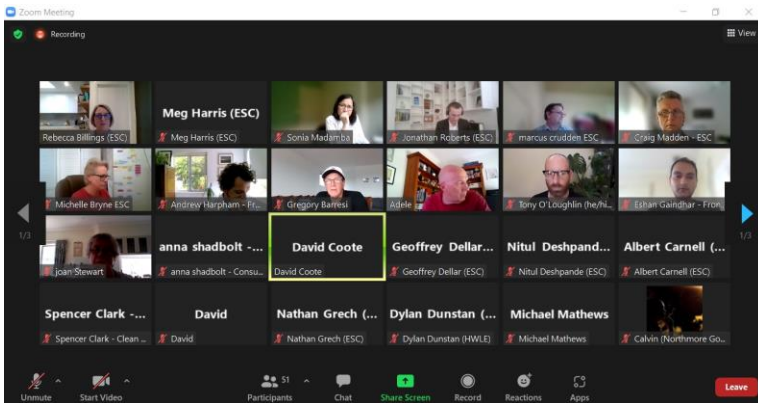 Zoom Meeting
Recording
View
Rebecca Billings (ESC)
Meg Harris (ESC)
Meg Harris (ESC)
Sonia Madamba
Jonathan Roberts (ESC)
marcus crudden ESC
Craig Madden - ESC
Michelle Bryne ESC
Andrew Harpham - Fr...
Gregory Barresi
Adele
Tony O'Loughlin (he/hi...
Eshan Gaindhar - Fron...
1/3
1/3
joan Stewart
anna shadbolt -...
anna shadbolt - Consu...
David Coote
David Coote
Geoffrey Dellar...
Geoffrey Dellar (ESC)
Nitul Deshpand...
Nitul Deshpande (ESC)
Albert Carnell (...
Albert Carnell (ESC)
Spencer Clark -...
Spencer Clark - Clean ...
David
David
Nathan Grech (...
Nathan Grech (ESC)
Dylan Dunstan (...
Dylan Dunstan (HWLE)
Michael Mathews
Michael Mathews
Calvin (Northmore Go...
Unmute
Start Video
51
Participants
Chat
Share Screen
Record
Reactions
Apps
Leave